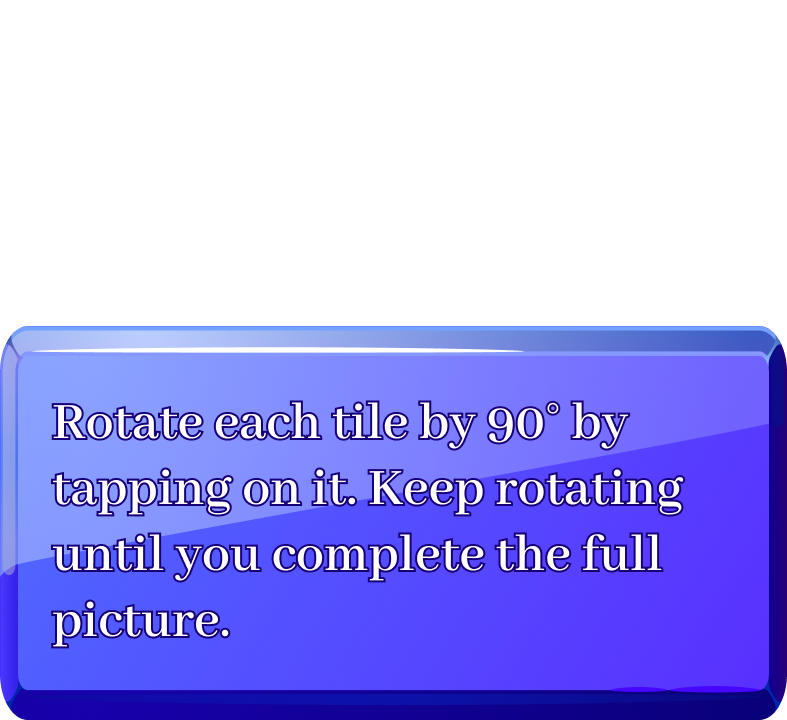 Rotate each tile by 90° by
tapping on it. Keep rotating
until you complete the full
picture.